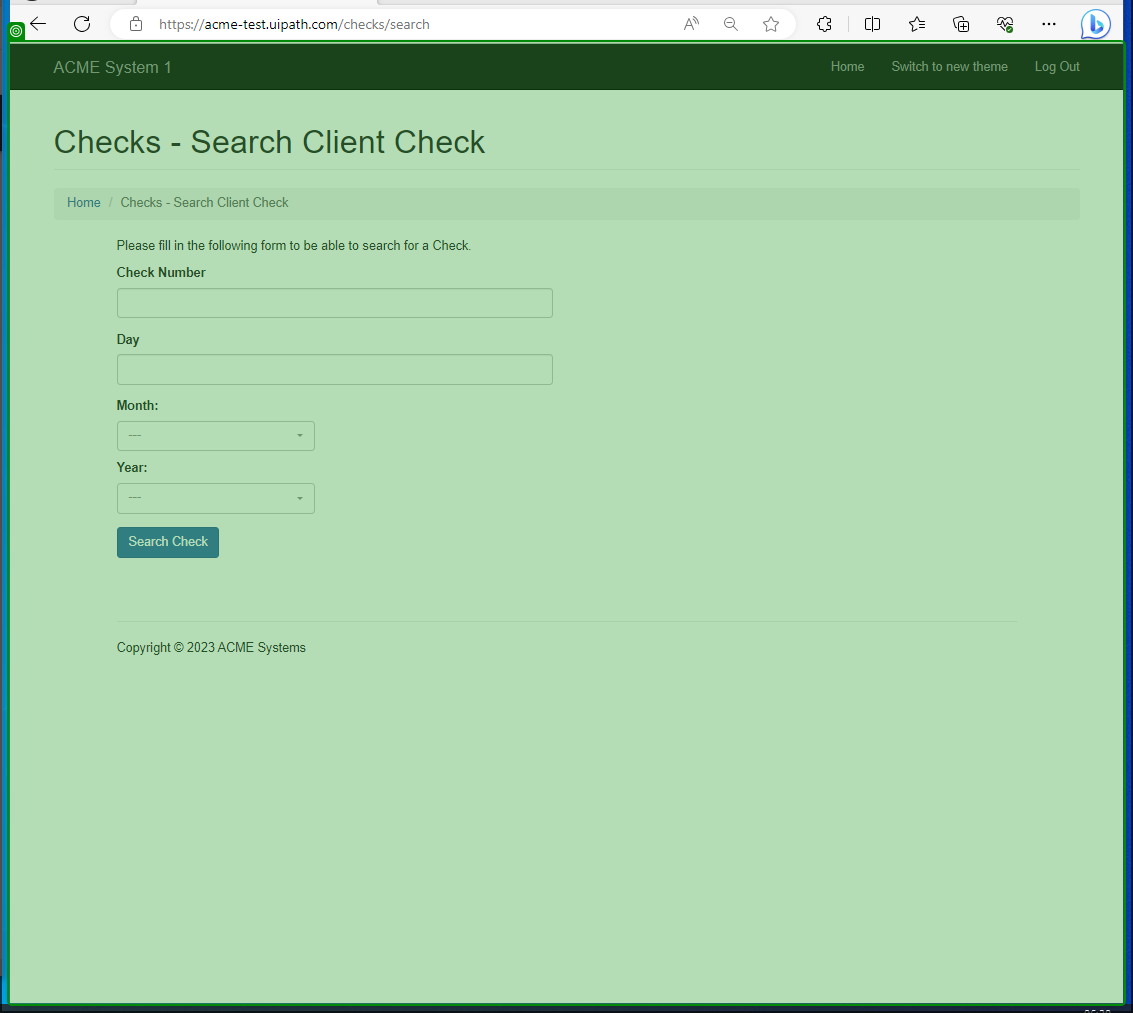 https://acme-test.uipath.com/checks/search
ACME System 1
Home
Switch to new theme
Log Out
Checks - Search Client Check
Home / Checks - Search Client Check
Please fill in the following form to be able to search for a Check.
Check Number
Day
Month:
---
Year:
---
Search Check
Copyright © 2023 ACME Systems